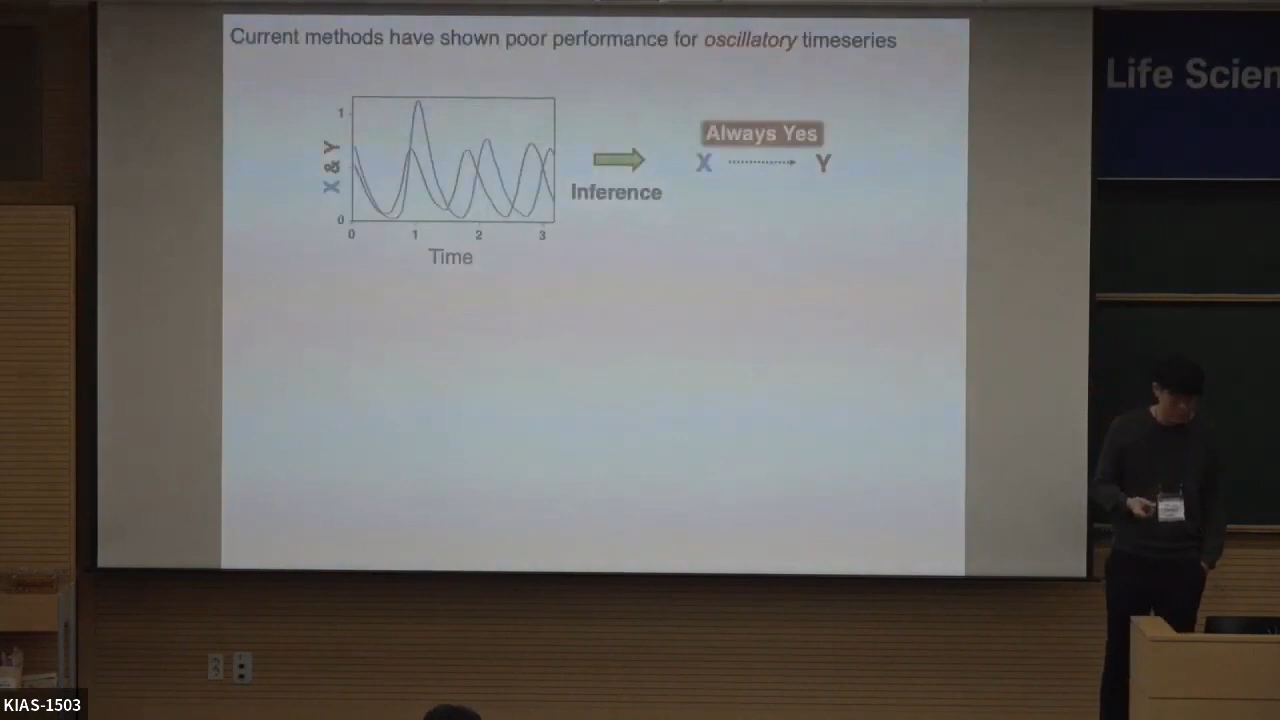 Current methods have shown poor performance for oscillatory timeseries
Life Scien
1
X & Y
0
0 1 2 3
Time
Inference
Always Yes
X Y
KIAS-1503